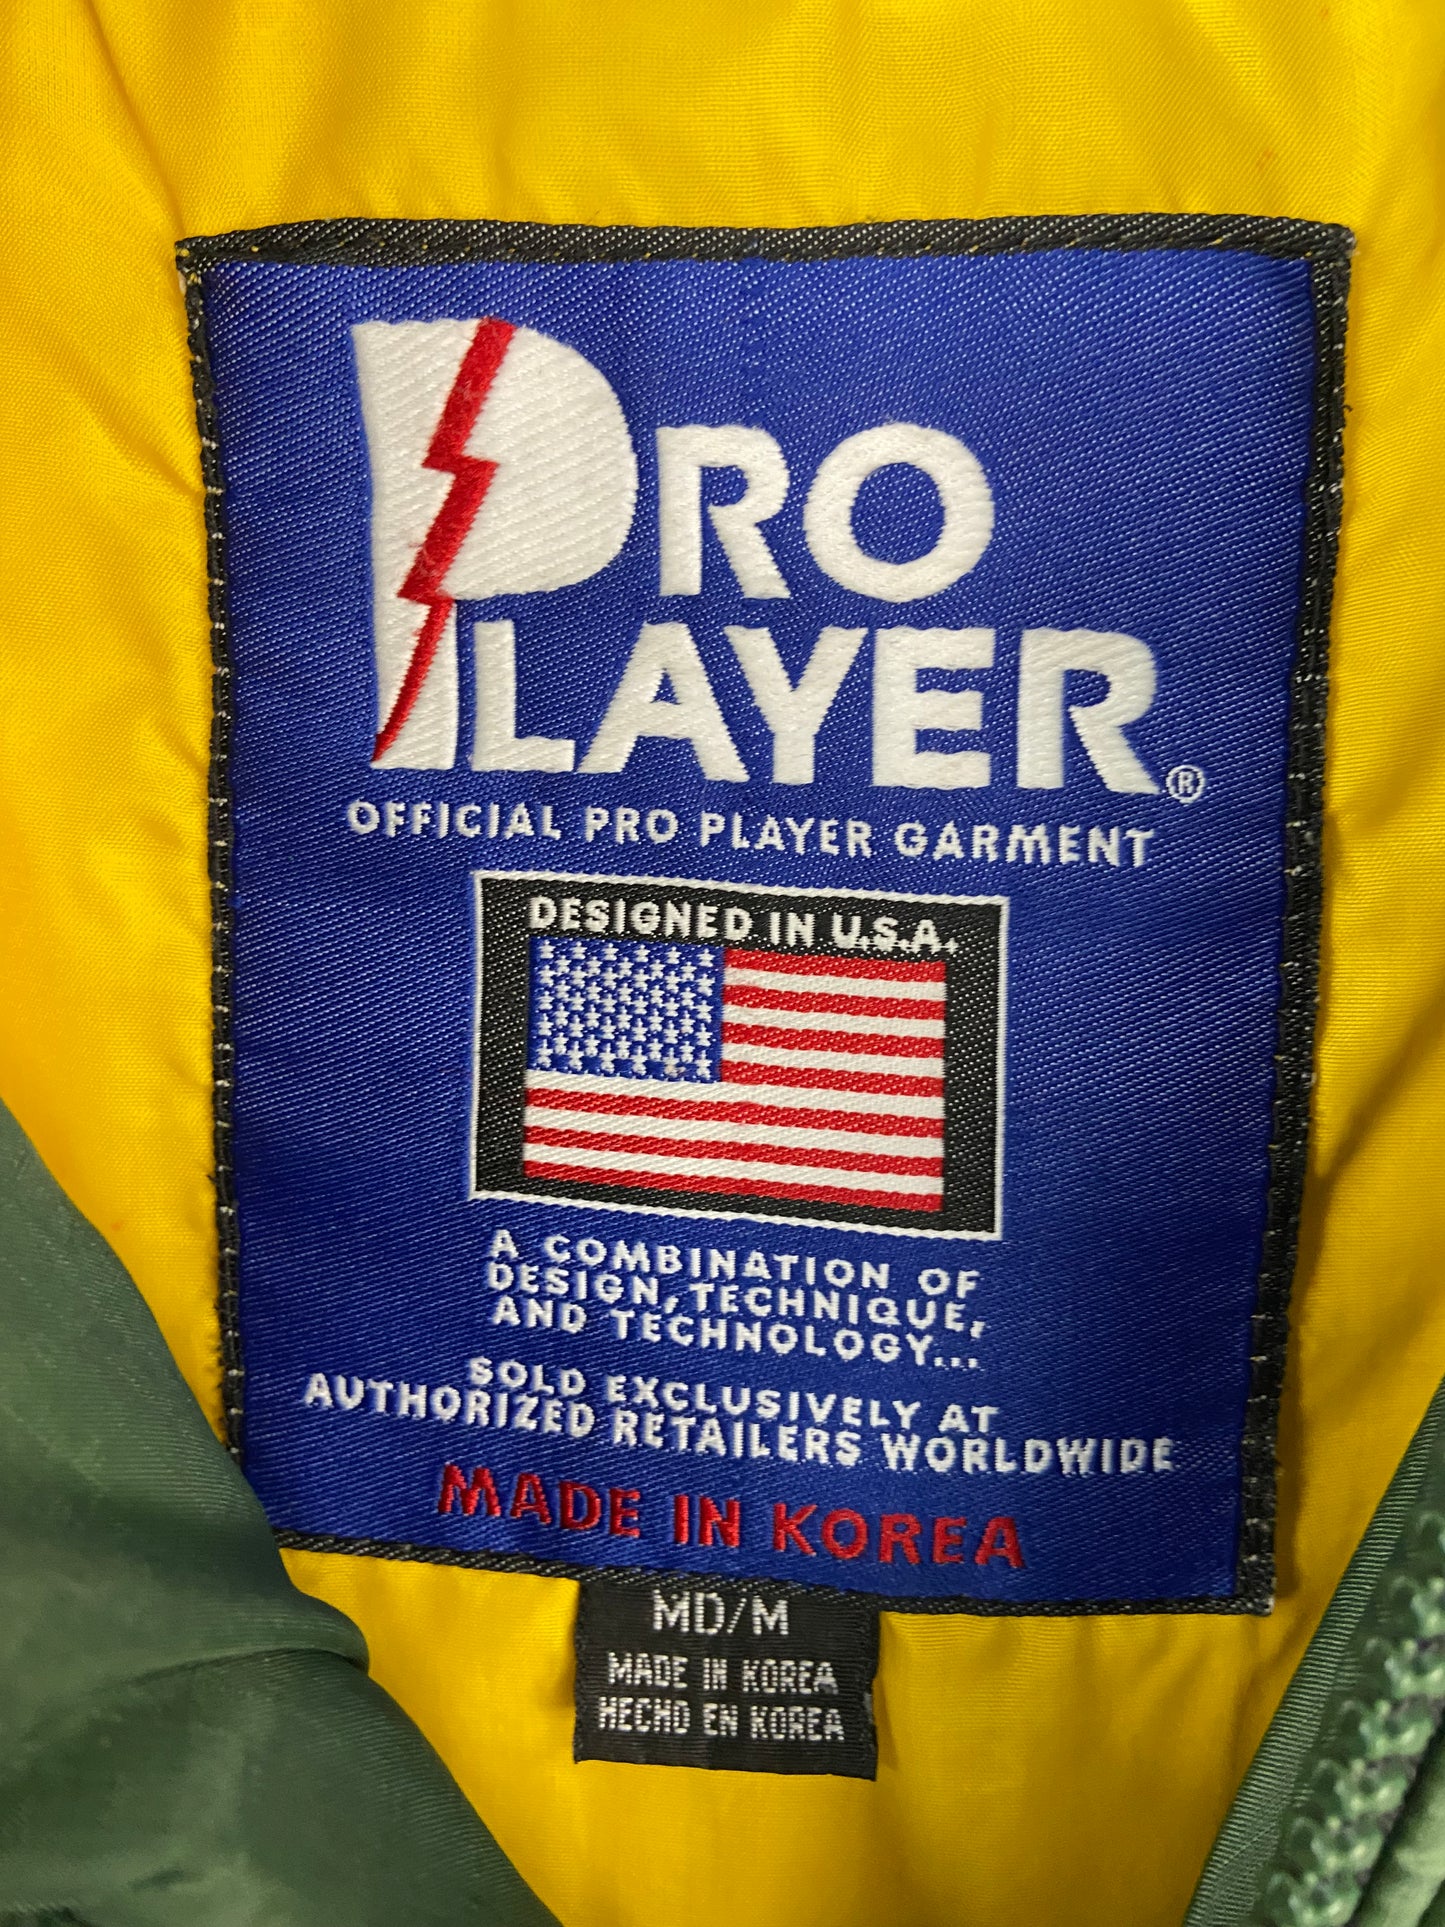 PRO
PLAYER®
OFFICIAL PRO PLAYER GARMENT
DESIGNED IN U.S.A.
A COMBINATION OF
DESIGN, TECHNIQUE,
AND TECHNOLOGY...
SOLD EXCLUSIVELY AT
AUTHORIZED RETAILERS WORLDWIDE
MADE IN KOREA
MD/M
MADE IN KOREA
HECHO EN KOREA